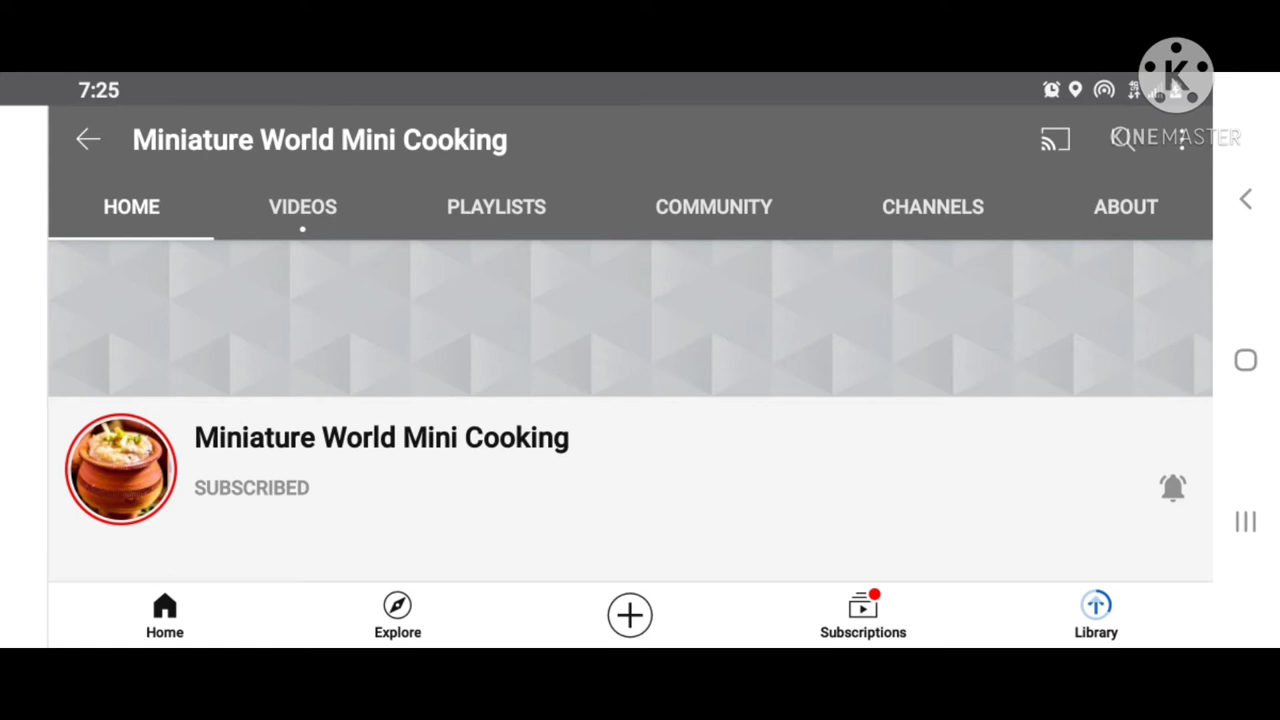 7:25
K
KINEMASTER
Miniature World Mini Cooking
HOME VIDEOS PLAYLISTS COMMUNITY CHANNELS ABOUT
Miniature World Mini Cooking
SUBSCRIBED
Home Explore Subscriptions Library